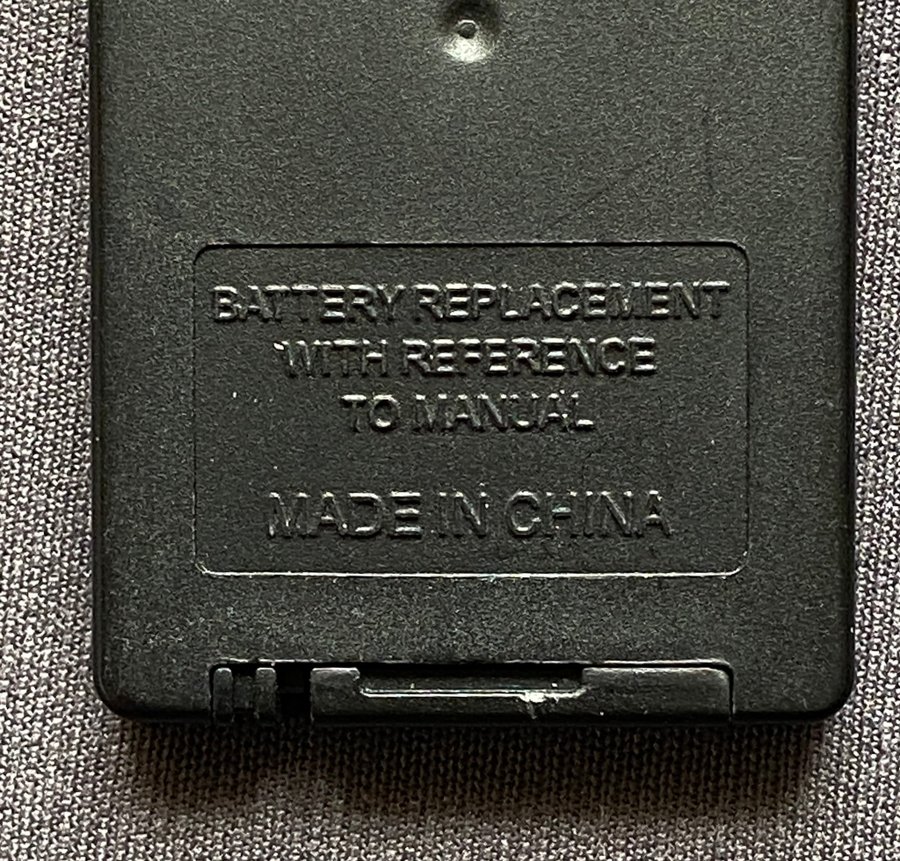 BATTERY REPLACEMENT
WITH REFERENCE
TO MANUAL
MADE IN CHINA